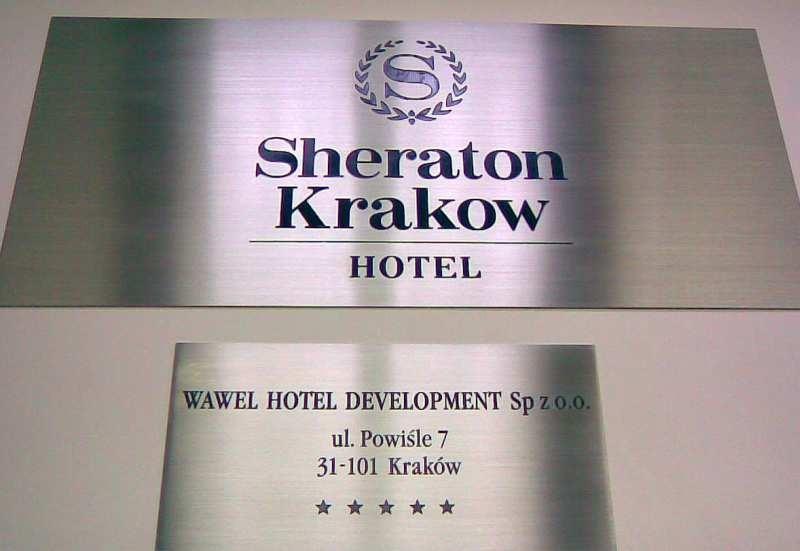 S
Sheraton
Krakow
HOTEL
WAWEL HOTEL DEVELOPMENT Sp z o.o.
ul. Powiśle 7
31-101 Kraków
★ ★ ★ ★ ★